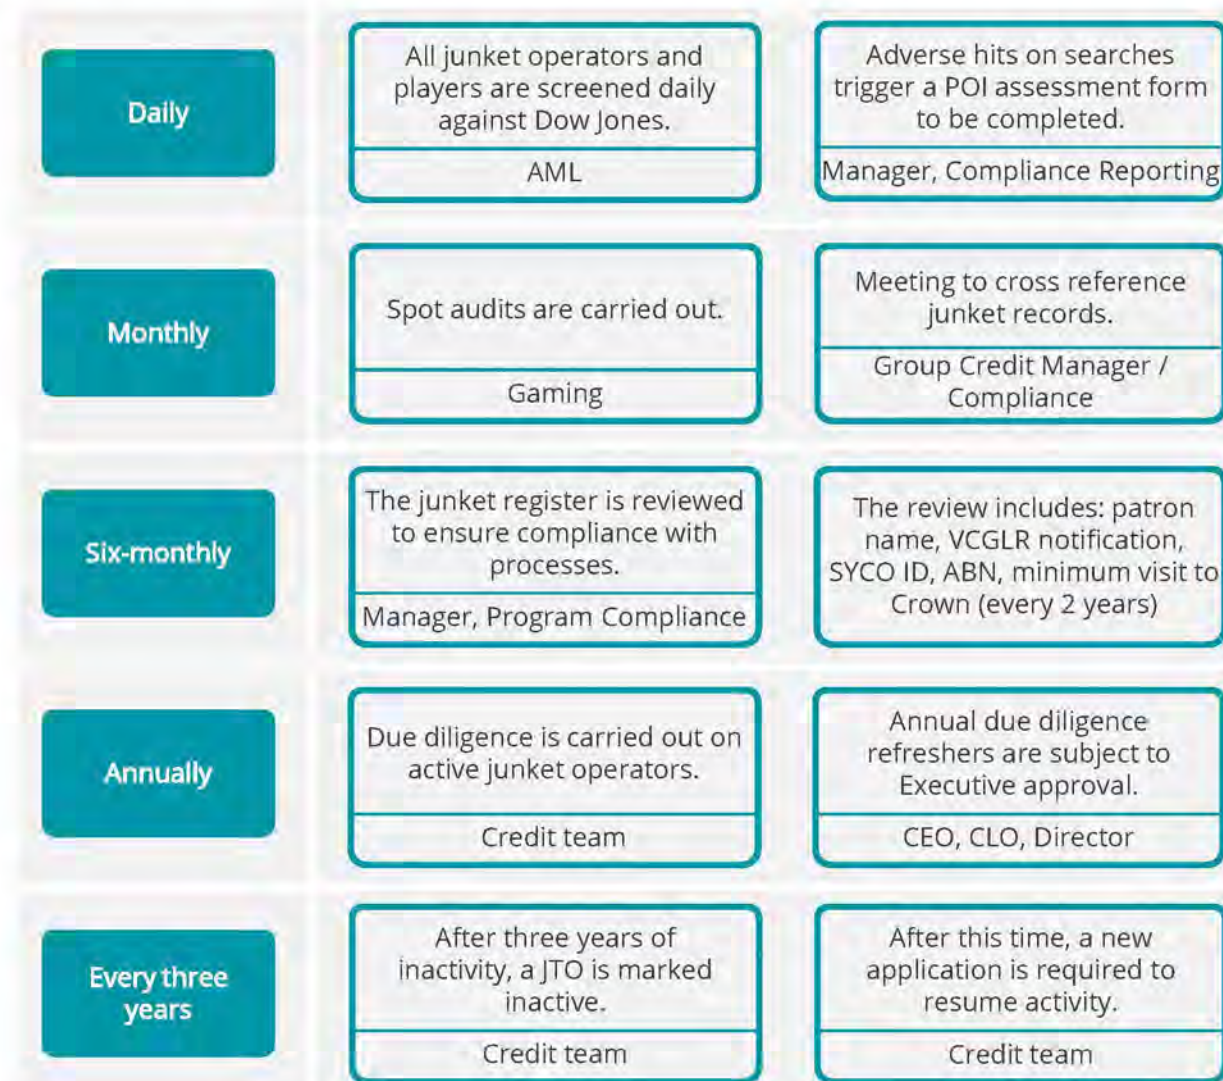 Daily
All junket operators and
players are screened daily
against Dow Jones.
AML
Adverse hits on searches
trigger a POI assessment form
to be completed.
Manager, Compliance Reporting
Monthly
Spot audits are carried out.
Gaming
Meeting to cross reference
junket records.
Group Credit Manager /
Compliance
Six-monthly
The junket register is reviewed
to ensure compliance with
processes.
Manager, Program Compliance
The review includes: patron
name, VCGLR notification,
SYCO ID, ABN, minimum visit to
Crown (every 2 years)
Annually
Due diligence is carried out on
active junket operators.
Credit team
Annual due diligence
refreshers are subject to
Executive approval.
CEO, CLO, Director
Every three
years
After three years of
inactivity, a JTO is marked
inactive.
Credit team
After this time, a new
application is required to
resume activity.
Credit team